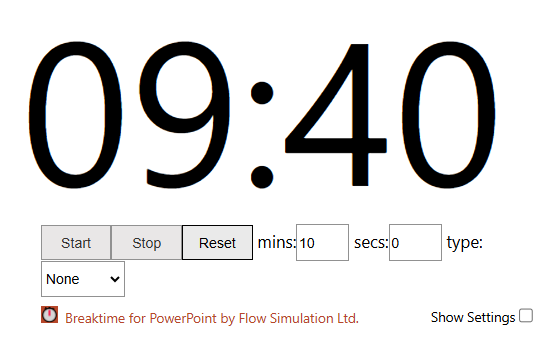 09:40
Start Stop Reset mins: 10 secs: 0 type:
None
Breaktime for PowerPoint by Flow Simulation Ltd. Show Settings